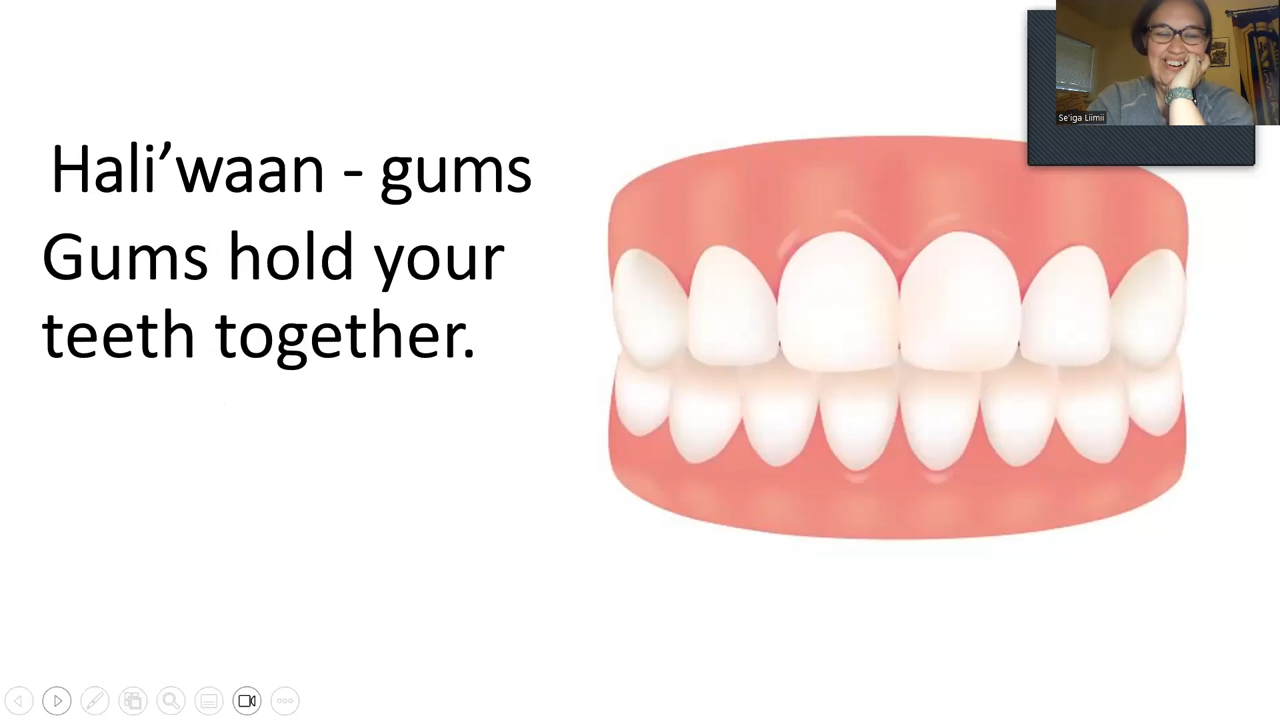 Hali’waan - gums
Gums hold your
teeth together.
Se'iga Liimii